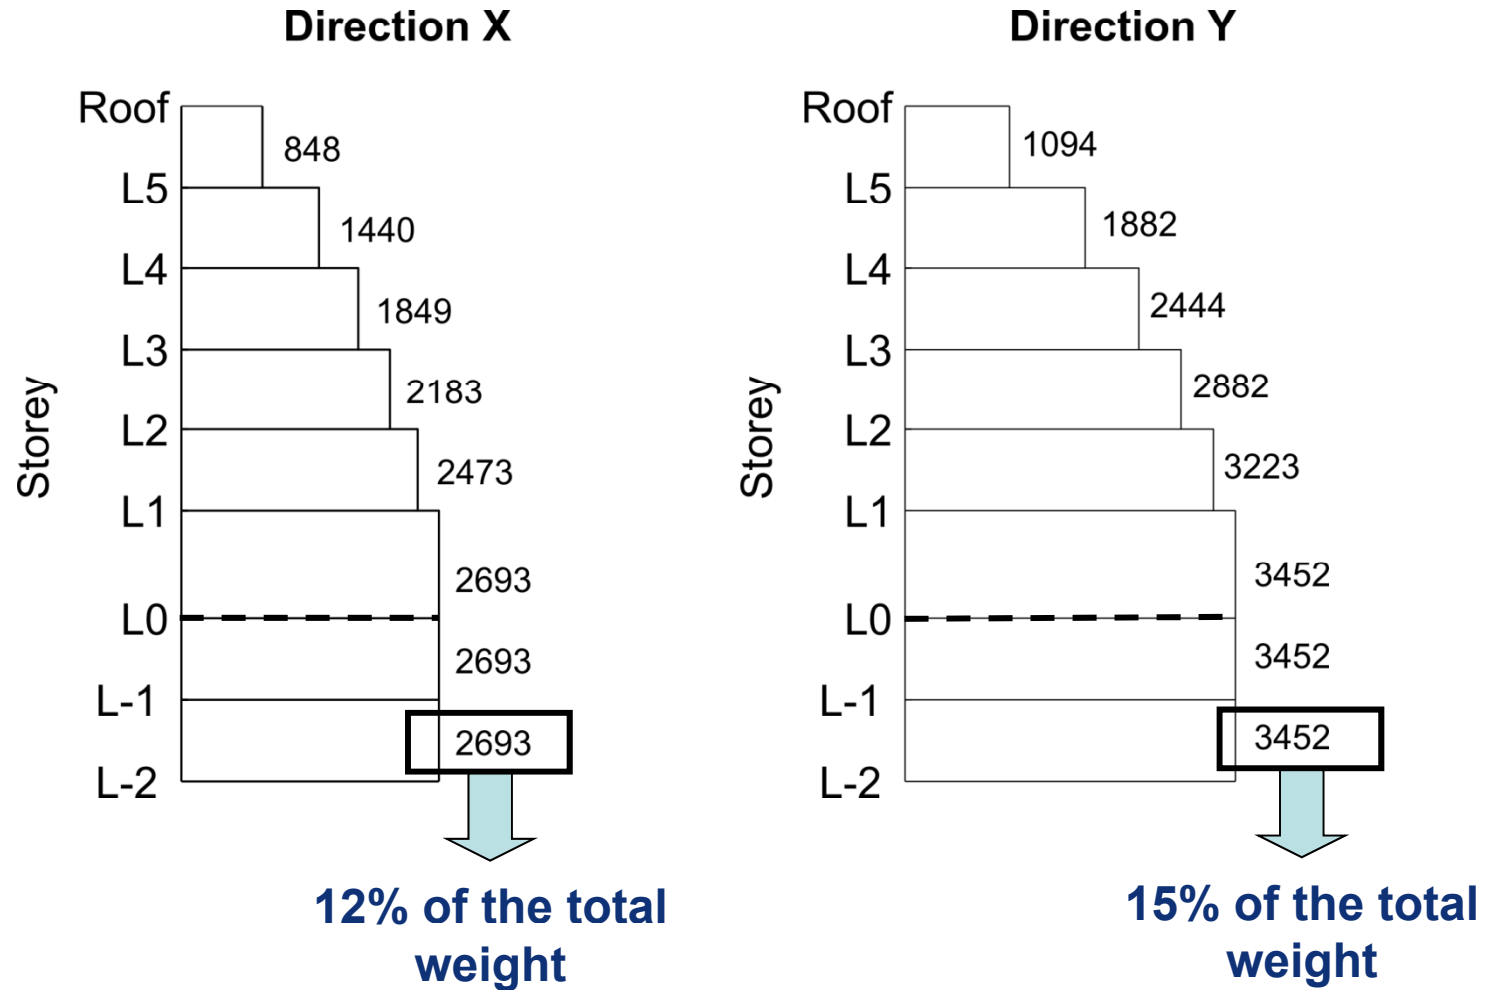 Direction X
Roof
848
L5
1440
L4
1849
L3
2183
L2
2473
L1
2693
L0
2693
L-1
2693
L-2
Storey
12% of the total
weight
Direction Y
Roof
1094
L5
1882
L4
2444
L3
2882
L2
3223
L1
3452
L0
3452
L-1
3452
L-2
Storey
15% of the total
weight